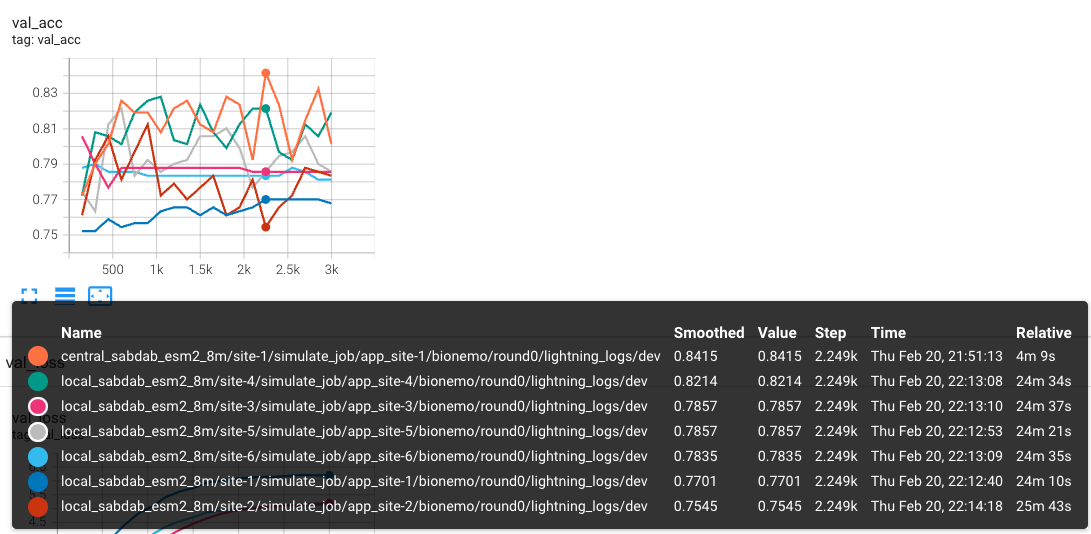 val_acc
tag: val_acc
0.83
0.81
0.79
0.77
0.75
500 1k 1.5k 2k 2.5k 3k
Name Smoothed Value Step Time Relative
central_sabdab_esm2_8m/site-1/simulate_job/app_site-1/bionemo/round0/lightning_logs/dev 0.8415 0.8415 2.249k Thu Feb 20, 21:51:13 4m 9s
val_loss
local_sabdab_esm2_8m/site-4/simulate_job/app_site-4/bionemo/round0/lightning_logs/dev 0.8214 0.8214 2.249k Thu Feb 20, 22:13:08 24m 34s
local_sabdab_esm2_8m/site-3/simulate_job/app_site-3/bionemo/round0/lightning_logs/dev 0.7857 0.7857 2.249k Thu Feb 20, 22:13:10 24m 37s
val_loss
local_sabdab_esm2_8m/site-5/simulate_job/app_site-5/bionemo/round0/lightning_logs/dev 0.7857 0.7857 2.249k Thu Feb 20, 22:12:53 24m 21s
local_sabdab_esm2_8m/site-6/simulate_job/app_site-6/bionemo/round0/lightning_logs/dev 0.7835 0.7835 2.249k Thu Feb 20, 22:13:09 24m 35s
local_sabdab_esm2_8m/site-1/simulate_job/app_site-1/bionemo/round0/lightning_logs/dev 0.7701 0.7701 2.249k Thu Feb 20, 22:12:40 24m 10s
local_sabdab_esm2_8m/site-2/simulate_job/app_site-2/bionemo/round0/lightning_logs/dev 0.7545 0.7545 2.249k Thu Feb 20, 22:14:18 25m 43s
4.5